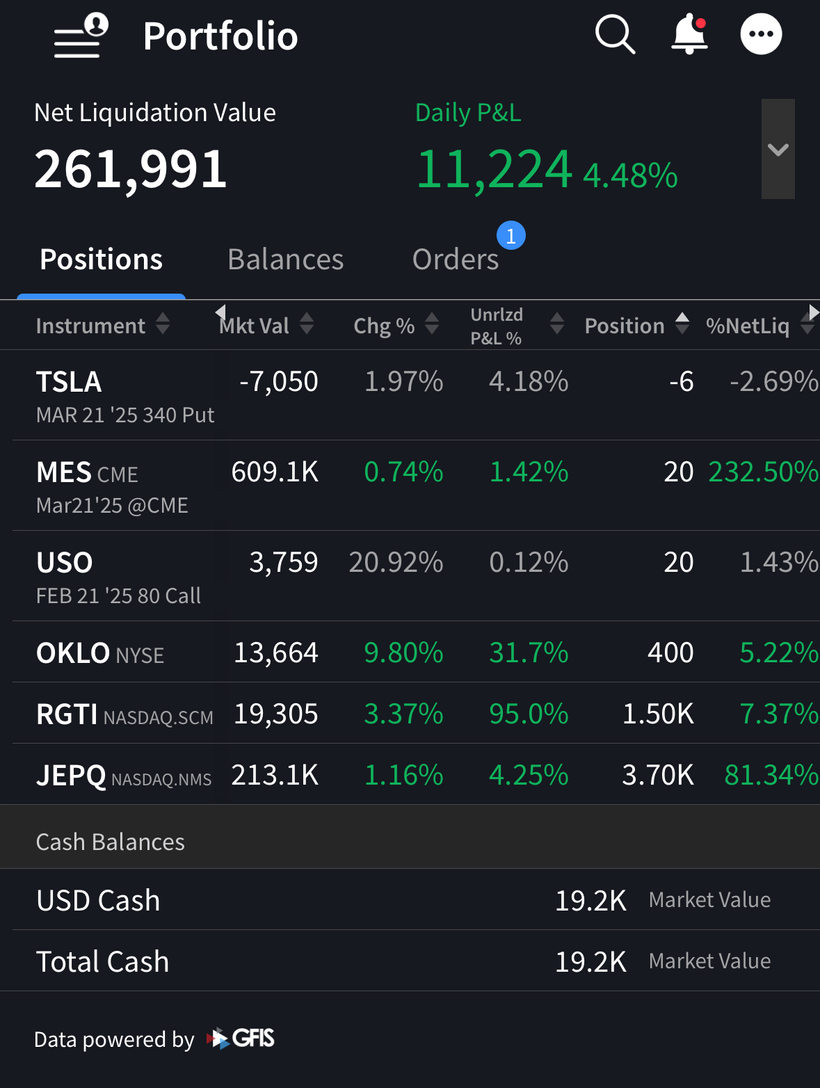 Portfolio
Net Liquidation Value Daily P&L
261,991 11,224 4.48%
1
Positions Balances Orders
Instrument Mkt Val Chg % Unrlzd P&L % Position %NetLiq
TSLA -7,050 1.97% 4.18% -6 -2.69%
MAR 21 '25 340 Put
MES CME 609.1K 0.74% 1.42% 20 232.50%
Mar21'25 @CME
USO 3,759 20.92% 0.12% 20 1.43%
FEB 21 '25 80 Call
OKLO NYSE 13,664 9.80% 31.7% 400 5.22%
RGTI NASDAQ.SCM 19,305 3.37% 95.0% 1.50K 7.37%
JEPQ NASDAQ.NMS 213.1K 1.16% 4.25% 3.70K 81.34%
Cash Balances
USD Cash 19.2K Market Value
Total Cash 19.2K Market Value
Data powered by GFIS